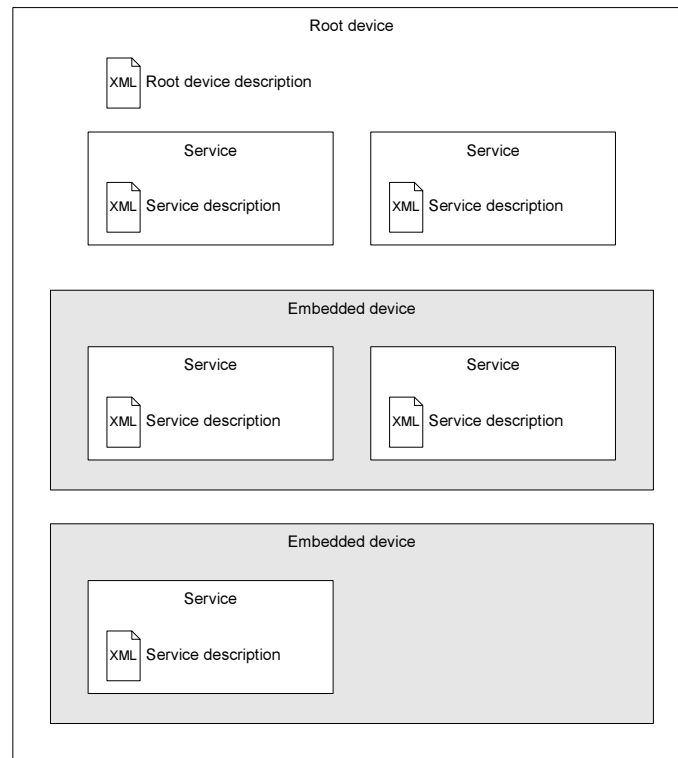 Root device
XML Root device description
Service Service
XML Service description XML Service description
Embedded device
Service Service
XML Service description XML Service description
Embedded device
Service
XML Service description